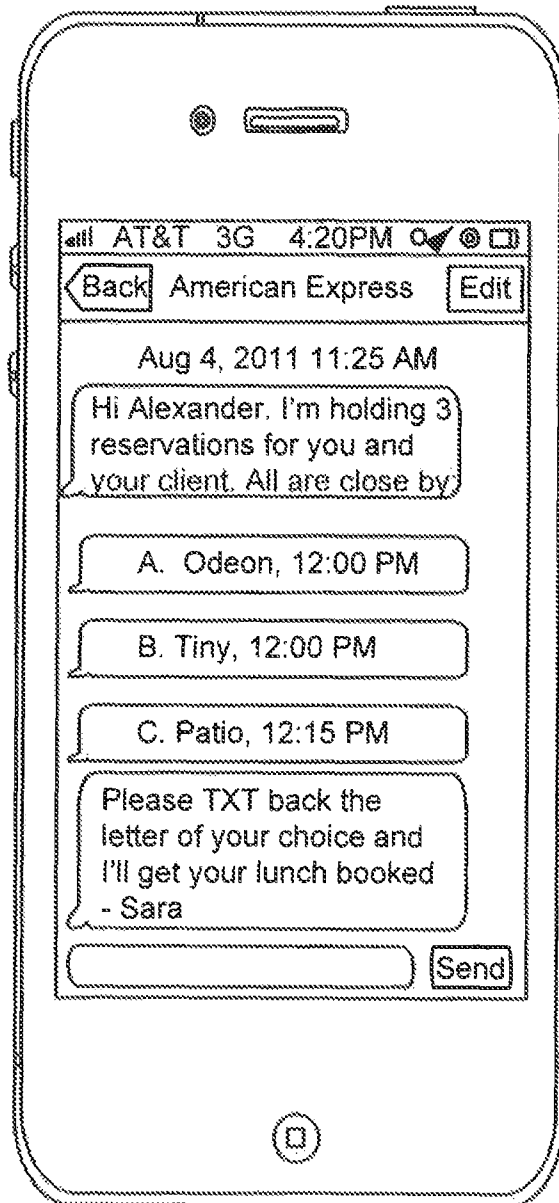 AT&T 3G 4:20PM
Back American Express Edit
Aug 4, 2011 11:25 AM
Hi Alexander. I'm holding 3
reservations for you and
your client. All are close by:
A. Odeon, 12:00 PM
B. Tiny, 12:00 PM
C. Patio, 12:15 PM
Please TXT back the
letter of your choice and
I'll get your lunch booked
- Sara
Send